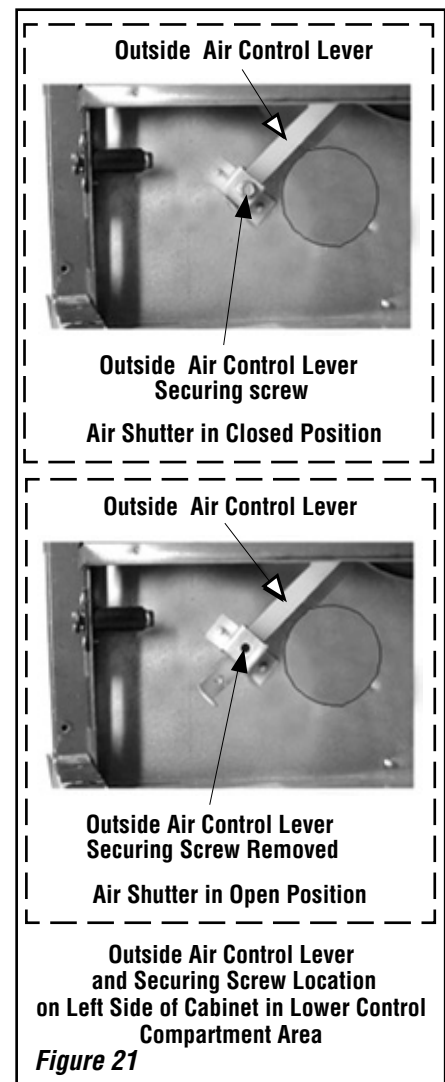 Outside Air Control Lever
Outside Air Control Lever
Securing screw
Air Shutter in Closed Position
Outside Air Control Lever
Outside Air Control Lever
Securing Screw Removed
Air Shutter in Open Position
Outside Air Control Lever
and Securing Screw Location
on Left Side of Cabinet in Lower Control
Compartment Area
Figure 21